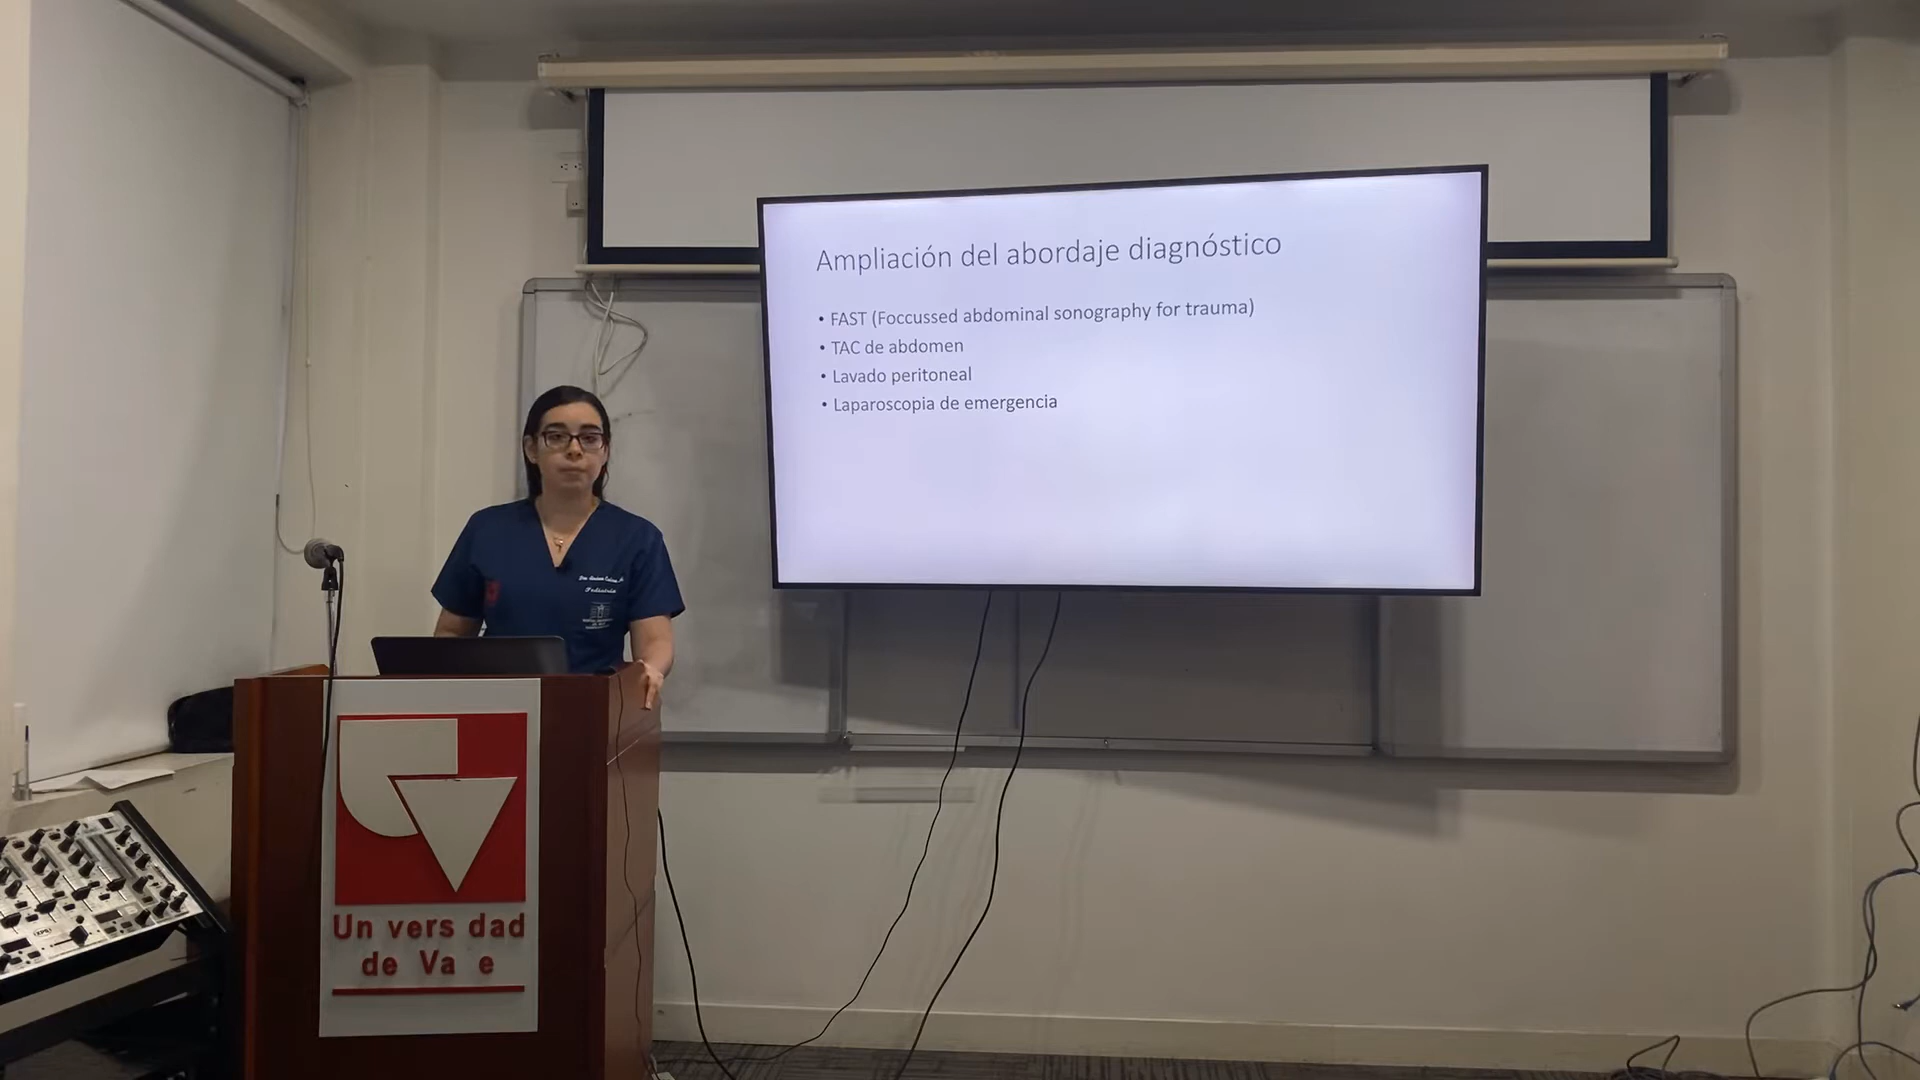 Ampliación del abordaje diagnóstico
• FAST (Foccussed abdominal sonography for trauma)
• TAC de abdomen
• Lavado peritoneal
• Laparoscopia de emergencia
Pediatría
Un vers dad
de Va e